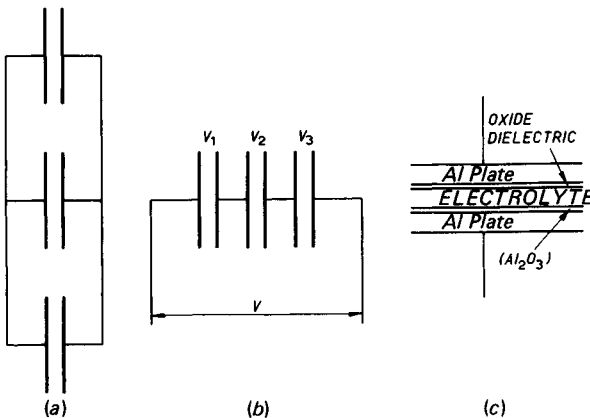 V₁ V₂ V₃
V
OXIDE
DIELECTRIC
Al Plate
ELECTROLYTE
Al Plate
(Al₂O₃)
(a) (b) (c)